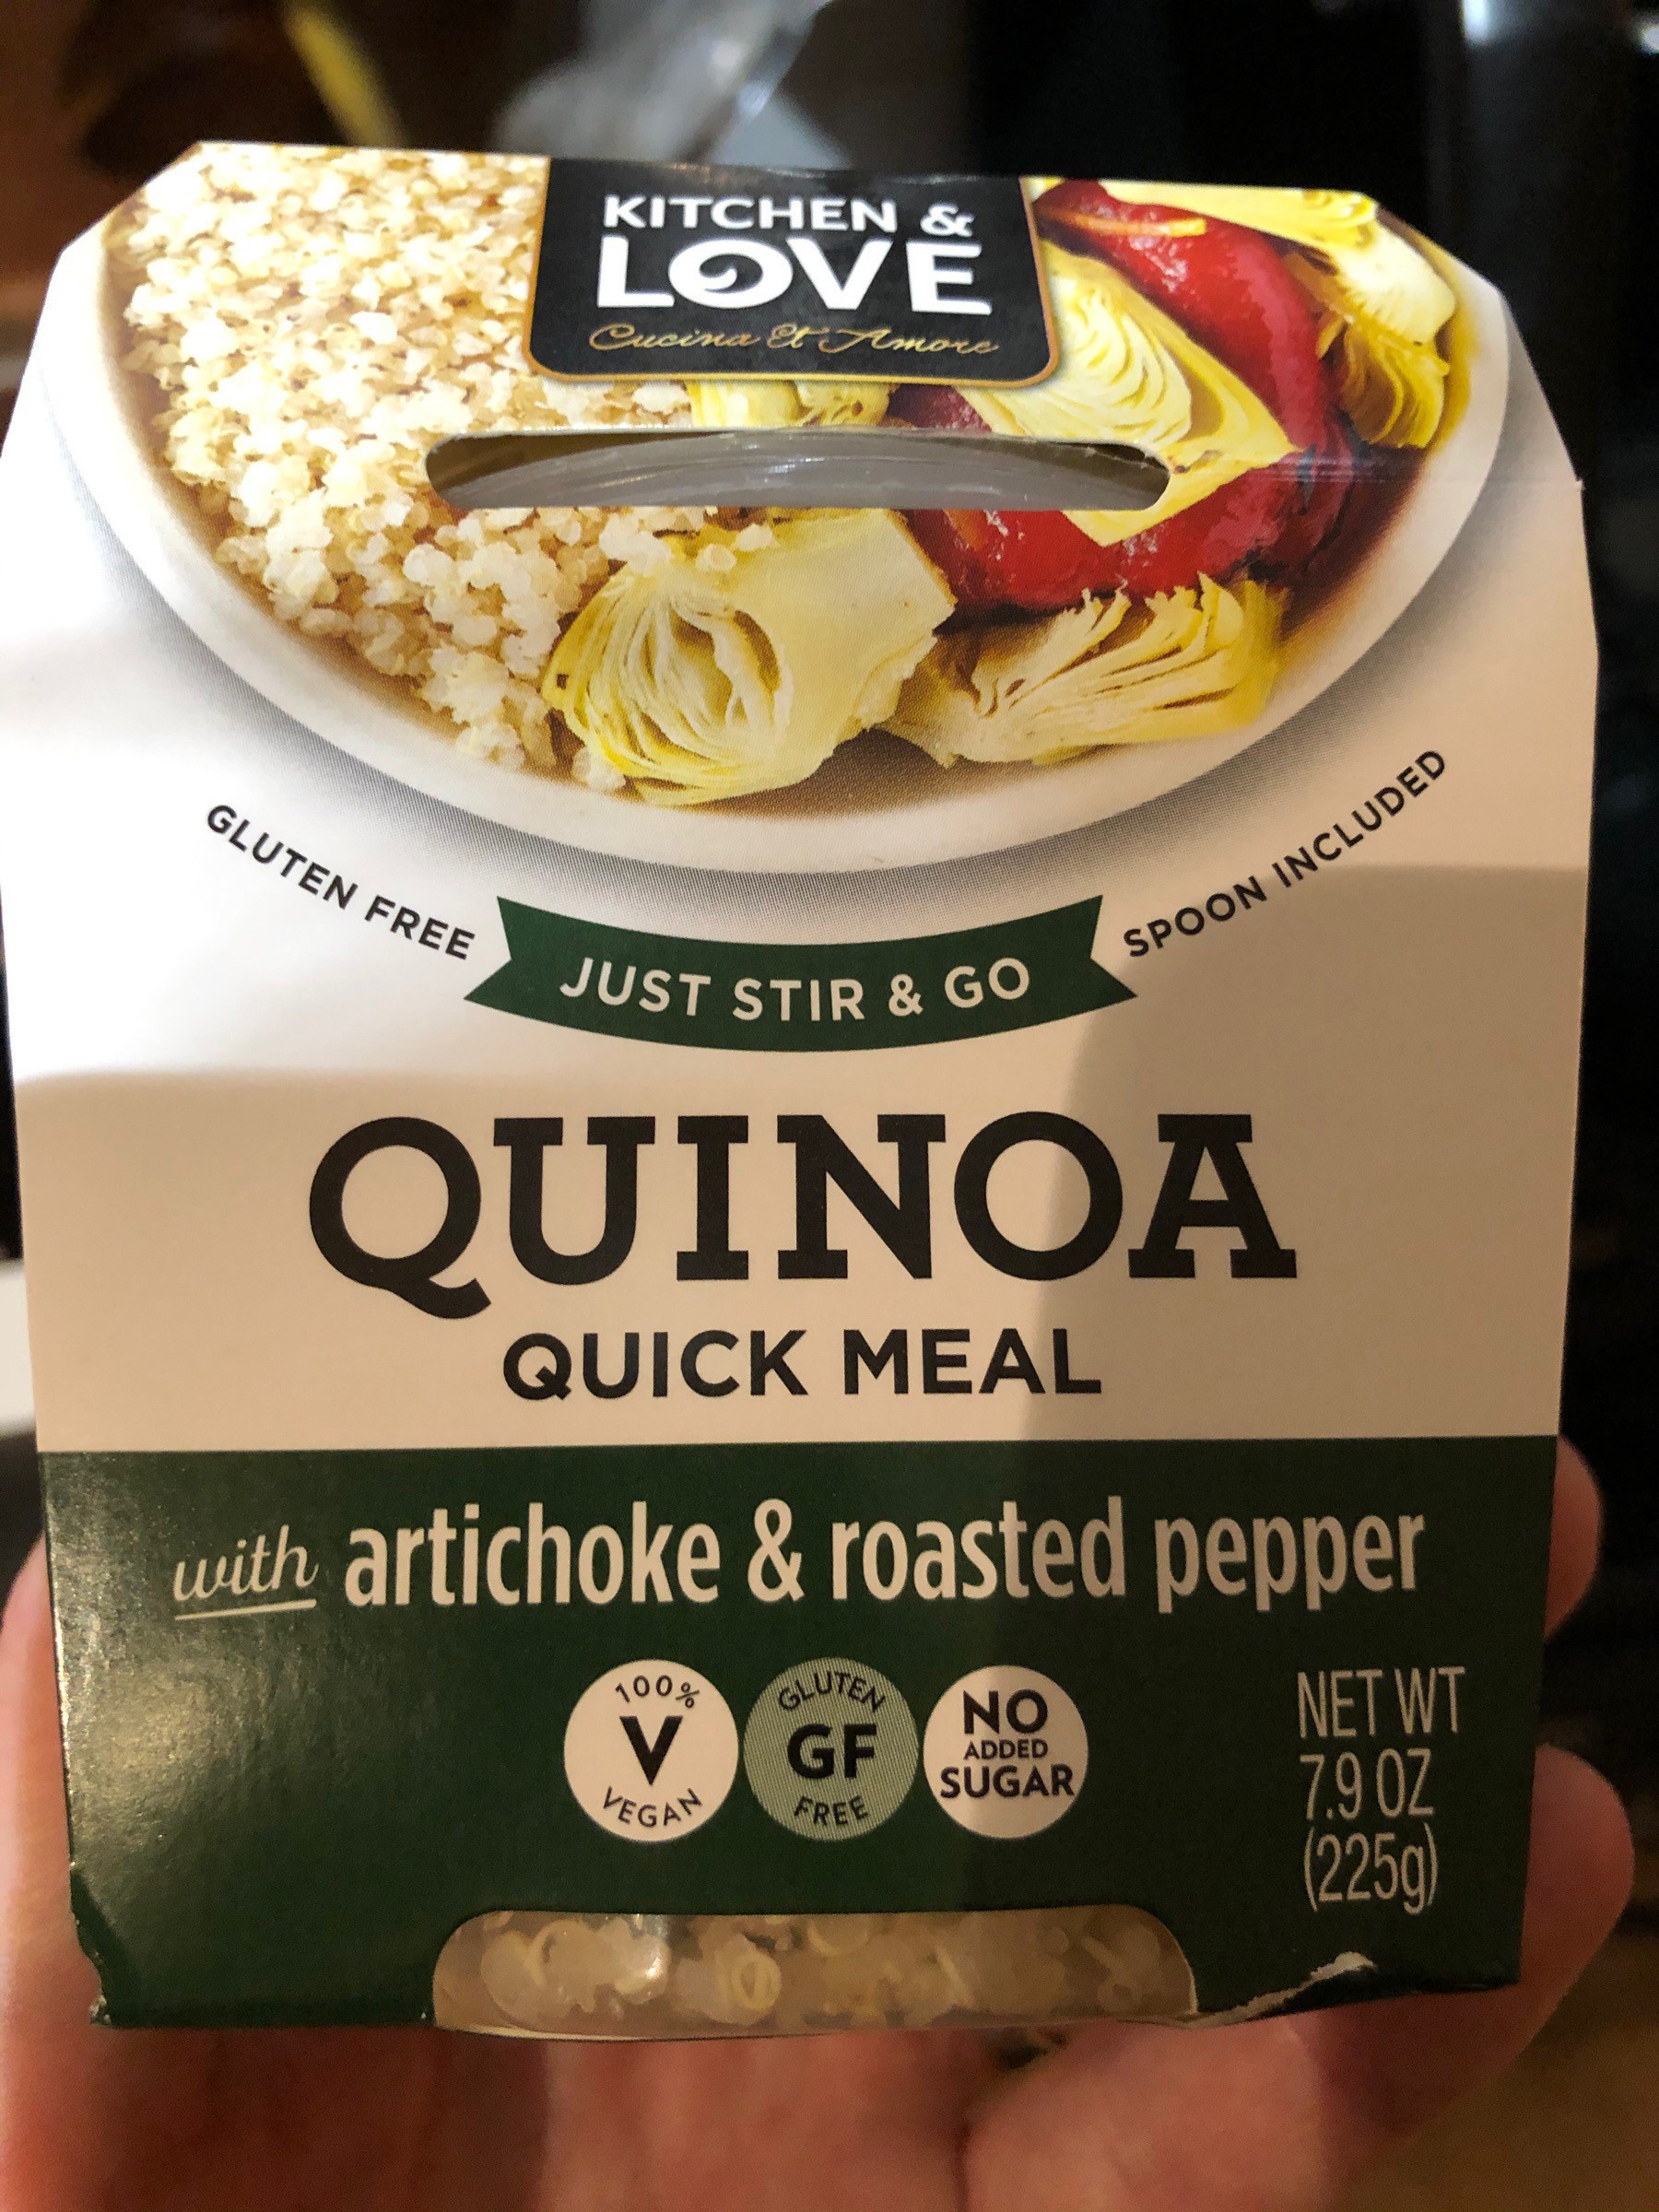 KITCHEN &
LOVE
Cucina Et Amore
GLUTEN FREE
JUST STIR & GO
SPOON INCLUDED
QUINOA
QUICK MEAL
with artichoke & roasted pepper
100%
V
VEGAN
GLUTEN
GF
FREE
NO
ADDED
SUGAR
NET WT
7.9 OZ
(225g)